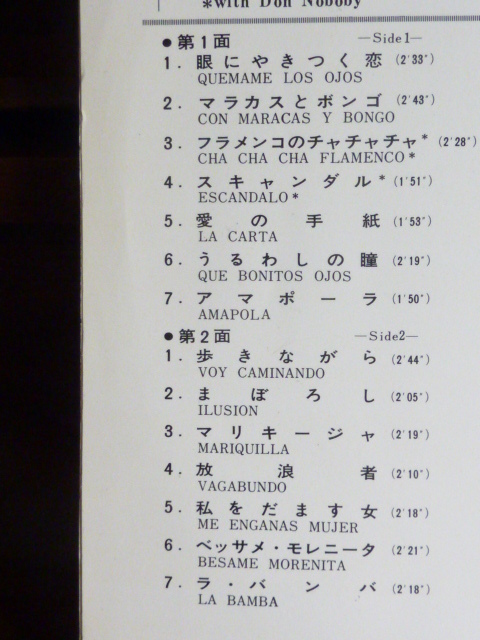 *with Don Noboby
●第1面 —Side1—
1. 眼にやきつく恋 (2′33″)
QUEMAME LOS OJOS
2. マラカスとボンゴ (2′43″)
CON MARACAS Y BONGO
3. フラメンコのチャチャチャ* (2′28″)
CHA CHA CHA FLAMENCO*
4. スキャンダル* (1′51″)
ESCANDALO*
5. 愛の手紙 (1′53″)
LA CARTA
6. うるわしの瞳 (2′19″)
QUE BONITOS OJOS
7. アマポーラ (1′50″)
AMAPOLA
●第2面 —Side2—
1. 歩きながら (2′44″)
VOY CAMINANDO
2. まぼろし (2′05″)
ILUSION
3. マリキージャ (2′19″)
MARIQUILLA
4. 放浪者 (2′10″)
VAGABUNDO
5. 私をだます女 (2′18″)
ME ENGANAS MUJER
6. ベッサメ・モレニータ (2′21″)
BESAME MORENITA
7. ラ・バンバ (2′18″)
LA BAMBA